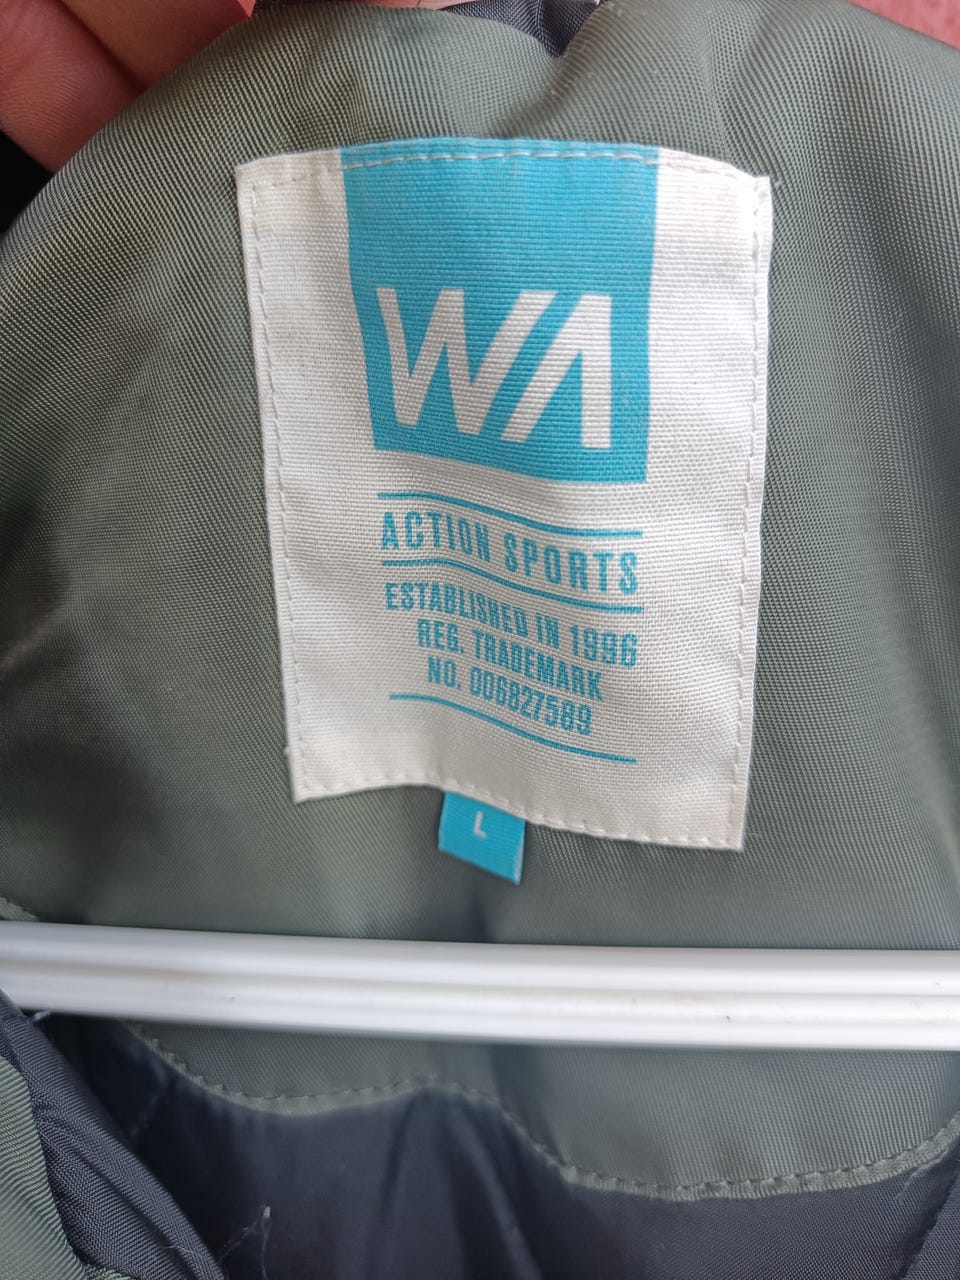 WA
ACTION SPORTS
ESTABLISHED IN 1996
REG. TRADEMARK
NO. 006827589
L